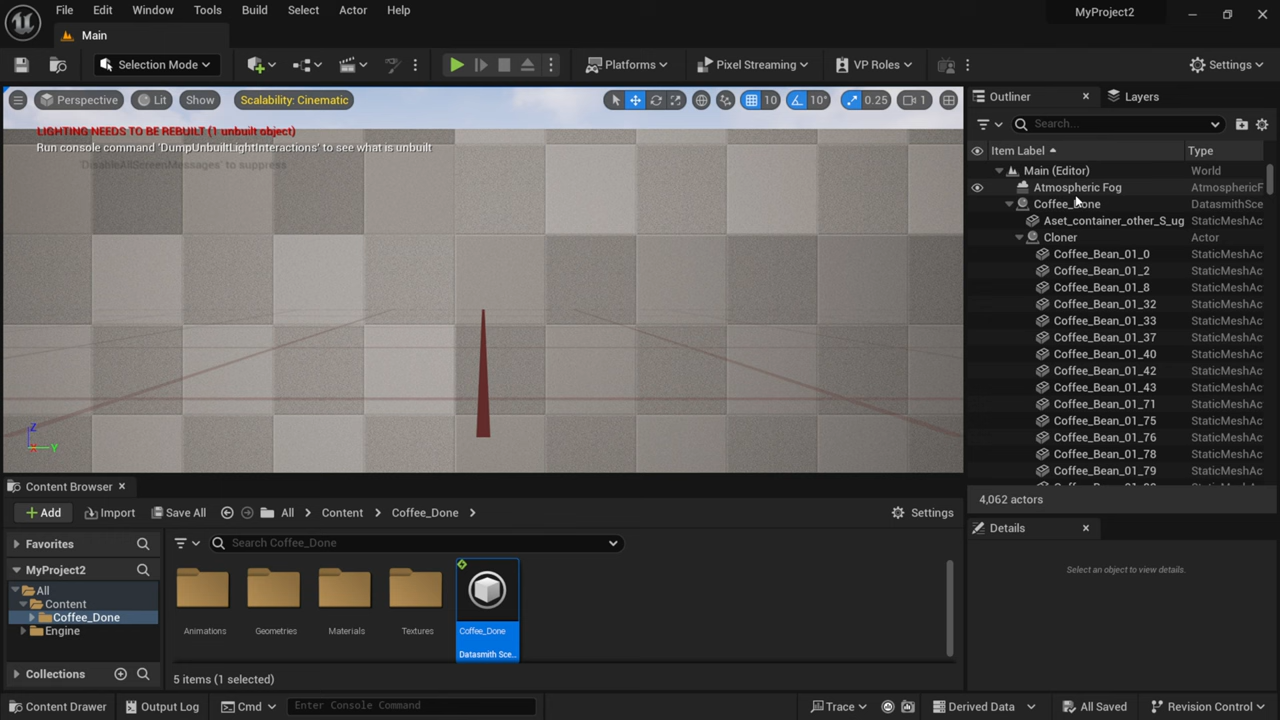 File Edit Window Tools Build Select Actor Help
MyProject2
Main
Selection Mode
Platforms
Pixel Streaming
VP Roles
Settings
Perspective
Lit
Show
Scalability: Cinematic
10
10°
0.25
1
LIGHTING NEEDS TO BE REBUILT (1 unbuilt object)
Run console command 'DumpUnbuiltLightInteractions' to see what is unbuilt
'DisableAllScreenMessages' to suppress
Z
Y
Outliner
Layers
Search...
Item Label
Type
Main (Editor) World
Atmospheric Fog AtmosphericF
Coffee_Done DatasmithSce
Aset_container_other_S_ug StaticMeshAc
Cloner Actor
Coffee_Bean_01_0 StaticMeshAc
Coffee_Bean_01_2 StaticMeshAc
Coffee_Bean_01_8 StaticMeshAc
Coffee_Bean_01_32 StaticMeshAc
Coffee_Bean_01_33 StaticMeshAc
Coffee_Bean_01_37 StaticMeshAc
Coffee_Bean_01_40 StaticMeshAc
Coffee_Bean_01_42 StaticMeshAc
Coffee_Bean_01_43 StaticMeshAc
Coffee_Bean_01_71 StaticMeshAc
Coffee_Bean_01_75 StaticMeshAc
Coffee_Bean_01_76 StaticMeshAc
Coffee_Bean_01_78 StaticMeshAc
Coffee_Bean_01_79 StaticMeshAc
4,062 actors
Details
Select an object to view details.
Content Browser
Add
Import
Save All
All
Content
Coffee_Done
Settings
Favorites
MyProject2
All
Content
Coffee_Done
Engine
Collections
Search Coffee_Done
Animations
Geometries
Materials
Textures
Coffee_Done
Datasmith Sce...
5 items (1 selected)
Content Drawer
Output Log
Cmd
Enter Console Command
Trace
Derived Data
All Saved
Revision Control